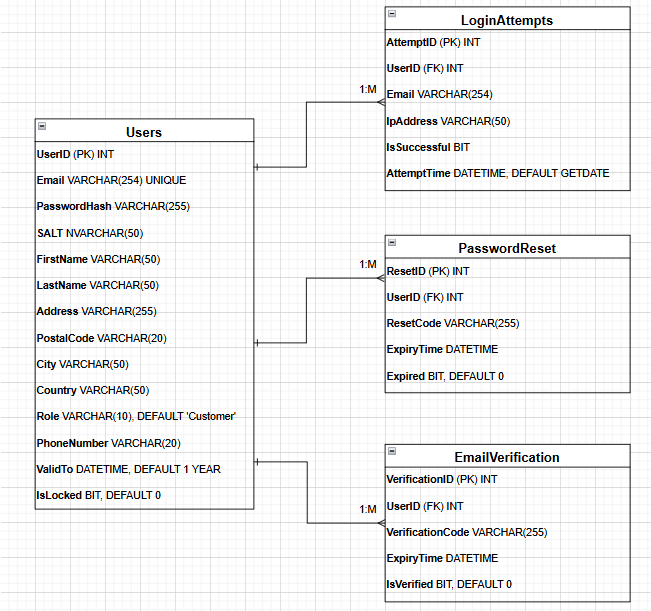 LoginAttempts
AttemptID (PK) INT
UserID (FK) INT
Email VARCHAR(254)
IpAddress VARCHAR(50)
IsSuccessful BIT
AttemptTime DATETIME, DEFAULT GETDATE
1:M
Users
UserID (PK) INT
Email VARCHAR(254) UNIQUE
PasswordHash VARCHAR(255)
SALT NVARCHAR(50)
FirstName VARCHAR(50)
LastName VARCHAR(50)
Address VARCHAR(255)
PostalCode VARCHAR(20)
City VARCHAR(50)
Country VARCHAR(50)
Role VARCHAR(10), DEFAULT 'Customer'
PhoneNumber VARCHAR(20)
ValidTo DATETIME, DEFAULT 1 YEAR
IsLocked BIT, DEFAULT 0
1:M
PasswordReset
ResetID (PK) INT
UserID (FK) INT
ResetCode VARCHAR(255)
ExpiryTime DATETIME
Expired BIT, DEFAULT 0
1:M
EmailVerification
VerificationID (PK) INT
UserID (FK) INT
VerificationCode VARCHAR(255)
ExpiryTime DATETIME
IsVerified BIT, DEFAULT 0